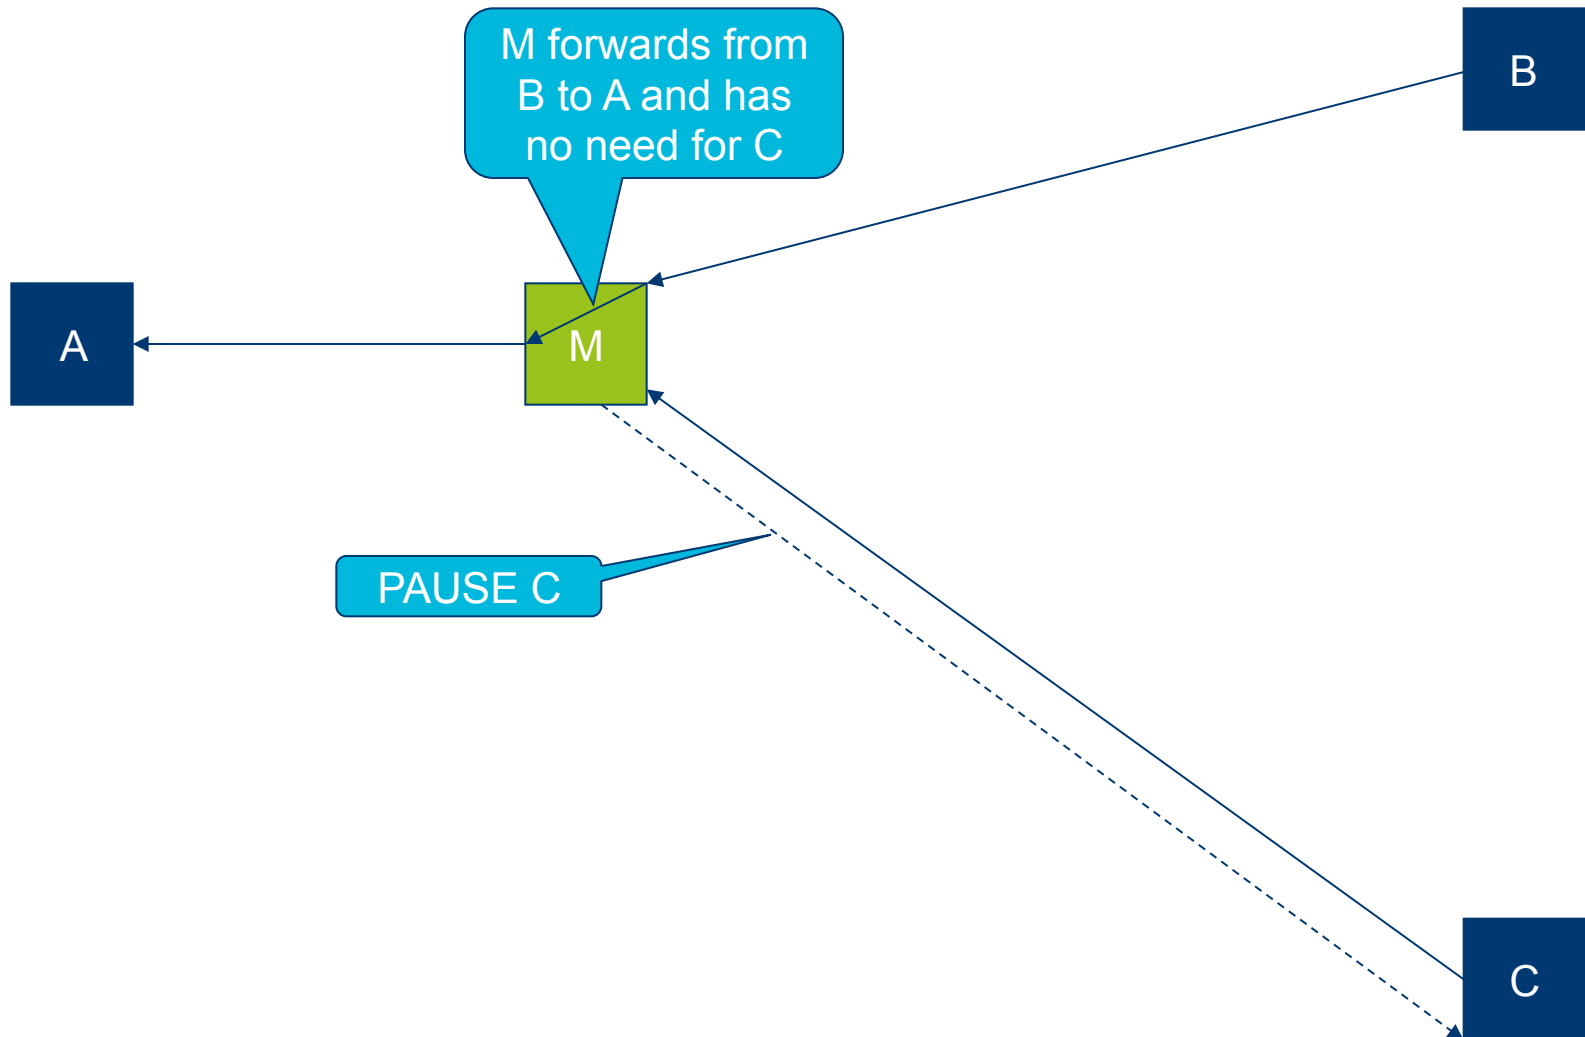 M forwards from
B to A and has
no need for C
B
A
M
PAUSE C
C